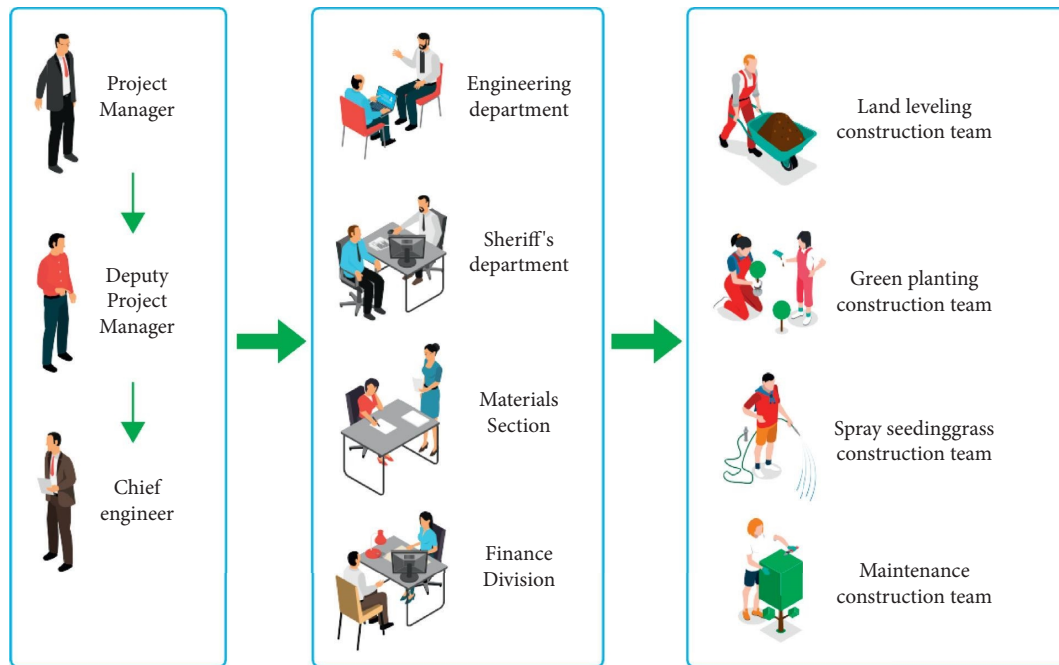 Project
Manager
Deputy
Project
Manager
Chief
engineer
Engineering
department
Sheriff's
department
Materials
Section
Finance
Division
Land leveling
construction team
Green planting
construction team
Spray seedinggrass
construction team
Maintenance
construction team